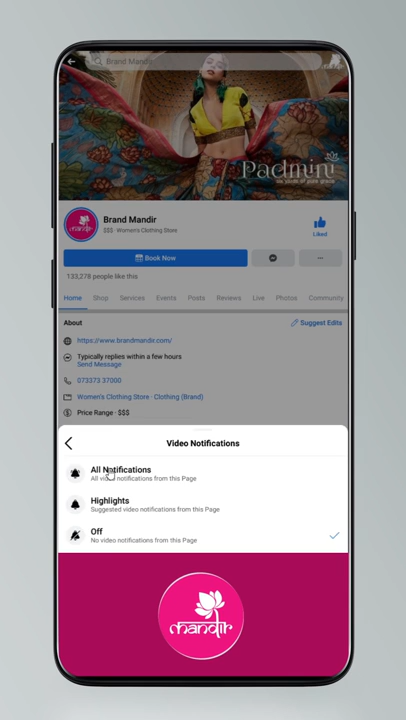 Brand Mandir
Padmini
Brand Mandir
$$$ · Women's Clothing Store
Liked
mandir
Book Now
133,278 people like this
Home Shop Services Events Posts Reviews Live Photos Community
About
Suggest Edits
https://www.brandmandir.com/
Typically replies within a few hours
Send Message
073373 37000
Women's Clothing Store · Clothing (Brand)
Price Range · $$$
Video Notifications
All Notifications
All video notifications from this Page
Highlights
Suggested video notifications from this Page
Off
No video notifications from this Page
mandir